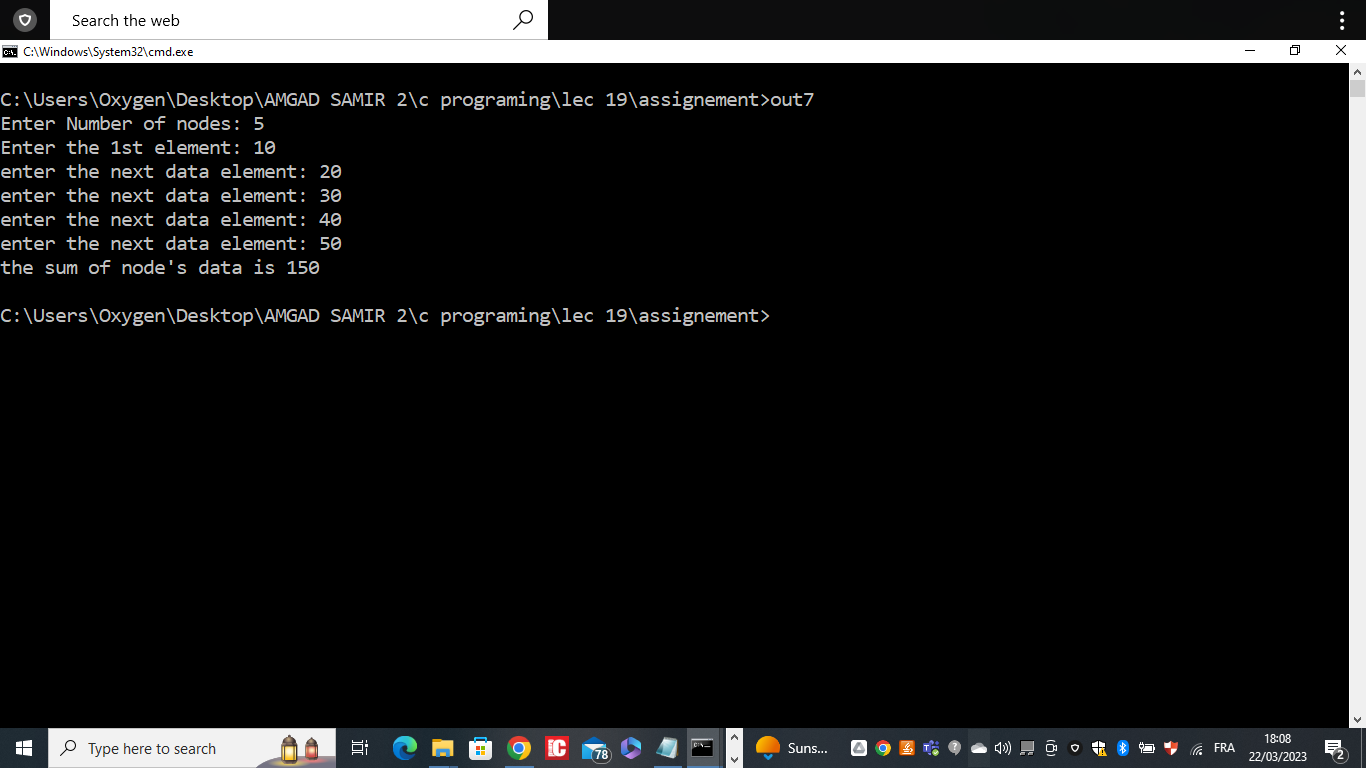 Search the web
C:\Windows\System32\cmd.exe
C:\Users\Oxygen\Desktop\AMGAD SAMIR 2\c programing\lec 19\assignement>out7
Enter Number of nodes: 5
Enter the 1st element: 10
enter the next data element: 20
enter the next data element: 30
enter the next data element: 40
enter the next data element: 50
the sum of node's data is 150
C:\Users\Oxygen\Desktop\AMGAD SAMIR 2\c programing\lec 19\assignement>
Type here to search
78
Suns...
FRA
18:08
22/03/2023
2